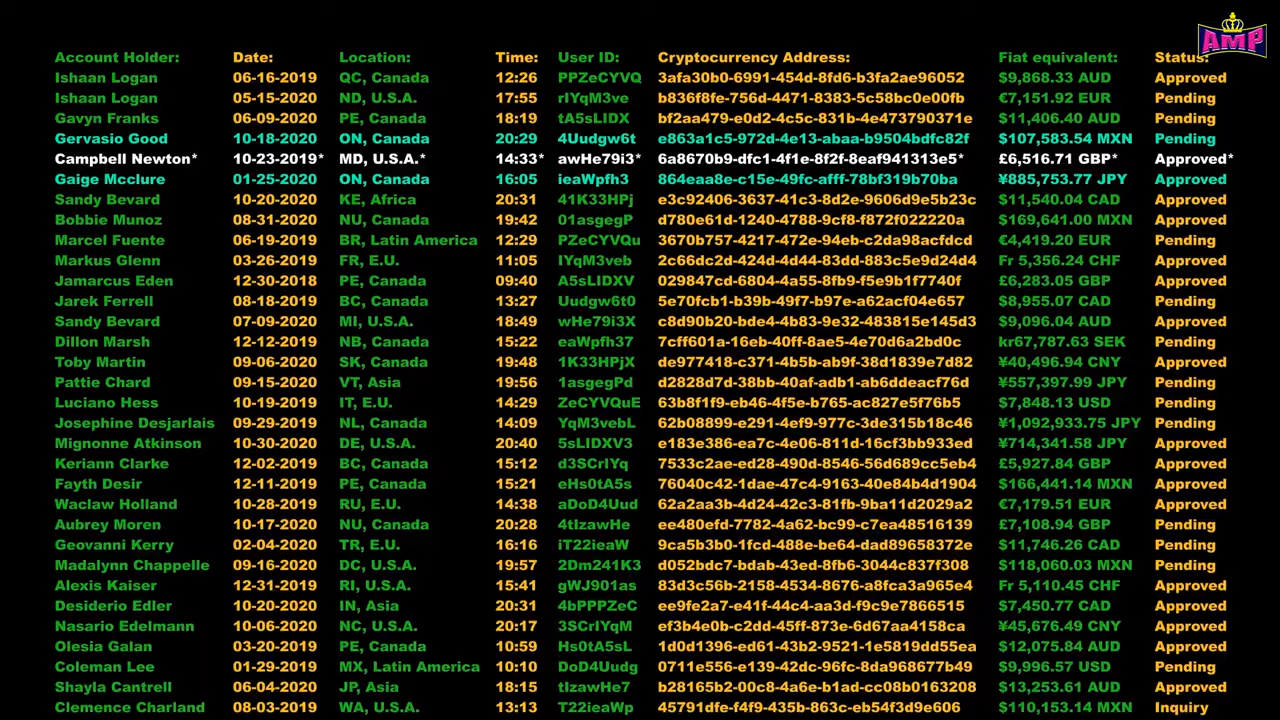 AMP
Account Holder: Date: Location: Time: User ID: Cryptocurrency Address: Fiat equivalent: Status:
Ishaan Logan 06-16-2019 QC, Canada 12:26 PPZeCYVQ 3afa30b0-6991-454d-8fd6-b3fa2ae96052 $9,868.33 AUD Approved
Ishaan Logan 05-15-2020 ND, U.S.A. 17:55 rIYqM3ve b836f8fe-756d-4471-8383-5c58bc0e00fb €7,151.92 EUR Pending
Gavyn Franks 06-09-2020 PE, Canada 18:19 tA5sLIDX bf2aa479-e0d2-4c5c-831b-4e473790371e $11,406.40 AUD Pending
Gervasio Good 10-18-2020 ON, Canada 20:29 4Uudgw6t e863a1c5-972d-4e13-abaa-b9504bdfc82f $107,583.54 MXN Pending
Campbell Newton* 10-23-2019* MD, U.S.A.* 14:33* awHe79i3* 6a8670b9-dfc1-4f1e-8f2f-8eaf941313e5* £6,516.71 GBP* Approved*
Gaige Mcclure 01-25-2020 ON, Canada 16:05 ieaWpfh3 864eaa8e-c15e-49fc-afff-78bf319b70ba ¥885,753.77 JPY Approved
Sandy Bevard 10-20-2020 KE, Africa 20:31 41K33HPj e3c92406-3637-41c3-8d2e-9606d9e5b23c $11,540.04 CAD Approved
Bobbie Munoz 08-31-2020 NU, Canada 19:42 01asgegP d780e61d-1240-4788-9cf8-f872f022220a $169,641.00 MXN Pending
Marcel Fuente 06-19-2019 BR, Latin America 12:29 PZeCYVQu 3670b757-4217-472e-94eb-c2da98acfdcd €4,419.20 EUR Pending
Markus Glenn 03-26-2019 FR, E.U. 11:05 IYqM3veb 2c66dc2d-424d-4d44-83dd-883c5e9d24d4 Fr 5,356.24 CHF Approved
Jamarcus Eden 12-30-2018 PE, Canada 09:40 A5sLIDXV 029847cd-6804-4a55-8fb9-f5e9b1f7740f £6,283.05 GBP Approved
Jarek Ferrell 08-18-2019 BC, Canada 13:27 Uudgw6t0 5e70fcb1-b39b-49f7-b97e-a62acf04e657 $8,955.07 CAD Pending
Sandy Bevard 07-09-2020 MI, U.S.A. 18:49 wHe79i3X c8d90b20-bde4-4b83-9e32-483815e145d3 $9,096.04 AUD Approved
Dillon Marsh 12-12-2019 NB, Canada 15:22 eaWpfh37 7cff601a-16eb-40ff-8ae5-4e70d6a2bd0c kr67,787.63 SEK Pending
Toby Martin 09-06-2020 SK, Canada 19:48 1K33HPjX de977418-c371-4b5b-ab9f-38d1839e7d82 ¥40,496.94 CNY Approved
Pattie Chard 09-15-2020 VT, Asia 19:56 1asgegPd d2828d7d-38bb-40af-adb1-ab6ddeacf76d ¥557,397.99 JPY Pending
Luciano Hess 10-19-2019 IT, E.U. 14:29 ZeCYVQuE 63b8f1f9-eb46-4f5e-b765-ac827e5f76b5 $7,848.13 USD Pending
Josephine Desjarlais 09-29-2019 NL, Canada 14:09 YqM3vebL 62b08899-e291-4ef9-977c-3de315b18c46 ¥1,092,933.75 JPY Pending
Mignonne Atkinson 10-30-2020 DE, U.S.A. 20:40 5sLIDXV3 e183e386-ea7c-4e06-811d-16cf3bb933ed ¥714,341.58 JPY Approved
Keriann Clarke 12-02-2019 BC, Canada 15:12 d3SCrIYq 7533c2ae-ed28-490d-8546-56d689cc5eb4 £5,927.84 GBP Approved
Fayth Desir 12-11-2019 PE, Canada 15:21 eHs0tA5s 76040c42-1dae-47c4-9163-40e84b4d1904 $166,441.14 MXN Approved
Waclaw Holland 10-28-2019 RU, E.U. 14:38 aDoD4Uud 62a2aa3b-4d24-42c3-81fb-9ba11d2029a2 €7,179.51 EUR Approved
Aubrey Moren 10-17-2020 NU, Canada 20:28 4tIzawHe ee480efd-7782-4a62-bc99-c7ea48516139 £7,108.94 GBP Pending
Geovanni Kerry 02-04-2020 TR, E.U. 16:16 iT22ieaW 9ca5b3b0-1fcd-488e-be64-dad89658372e $11,746.26 CAD Pending
Madalynn Chappelle 09-16-2020 DC, U.S.A. 19:57 2Dm241K3 d052bdc7-bdab-43ed-8fb6-3044c837f308 $118,060.03 MXN Pending
Alexis Kaiser 12-31-2019 RI, U.S.A. 15:41 gWJ901as 83d3c56b-2158-4534-8676-a8fca3a965e4 Fr 5,110.45 CHF Approved
Desiderio Edler 10-20-2020 IN, Asia 20:31 4bPPPZeC ee9fe2a7-e41f-44c4-aa3d-f9c9e7866515 $7,450.77 CAD Approved
Nasario Edelmann 10-06-2020 NC, U.S.A. 20:17 3SCrIYqM ef3b4e0b-c2dd-45ff-873e-6d67aa4158ca ¥45,676.49 CNY Approved
Olesia Galan 03-20-2019 PE, Canada 10:59 Hs0tA5sL 1d0d1396-ed61-43b2-9521-1e5819dd55ea $12,075.84 AUD Approved
Coleman Lee 01-29-2019 MX, Latin America 10:10 DoD4Uudg 0711e556-e139-42dc-96fc-8da968677b49 $9,996.57 USD Pending
Shayla Cantrell 06-04-2020 JP, Asia 18:15 tIzawHe7 b28165b2-00c8-4a6e-b1ad-cc08b0163208 $13,253.61 AUD Approved
Clemence Charland 08-03-2019 WA, U.S.A. 13:13 T22ieaWp 45791dfe-f4f9-435b-863c-eb54f3d9e606 $110,153.14 MXN Inquiry